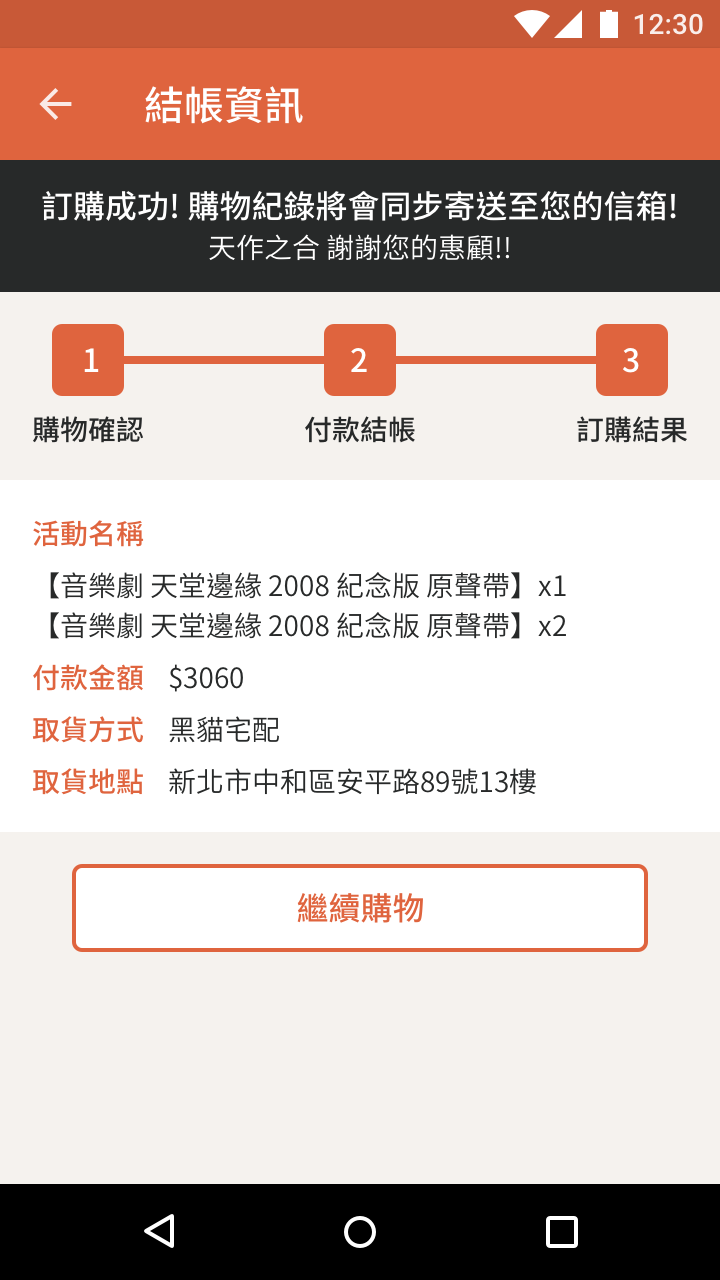 12:30
結帳資訊
訂購成功! 購物紀錄將會同步寄送至您的信箱!
天作之合 謝謝您的惠顧!!
1 2 3
購物確認 付款結帳 訂購結果
活動名稱
【音樂劇 天堂邊緣 2008 紀念版 原聲帶】x1
【音樂劇 天堂邊緣 2008 紀念版 原聲帶】x2
付款金額 $3060
取貨方式 黑貓宅配
取貨地點 新北市中和區安平路89號13樓
繼續購物